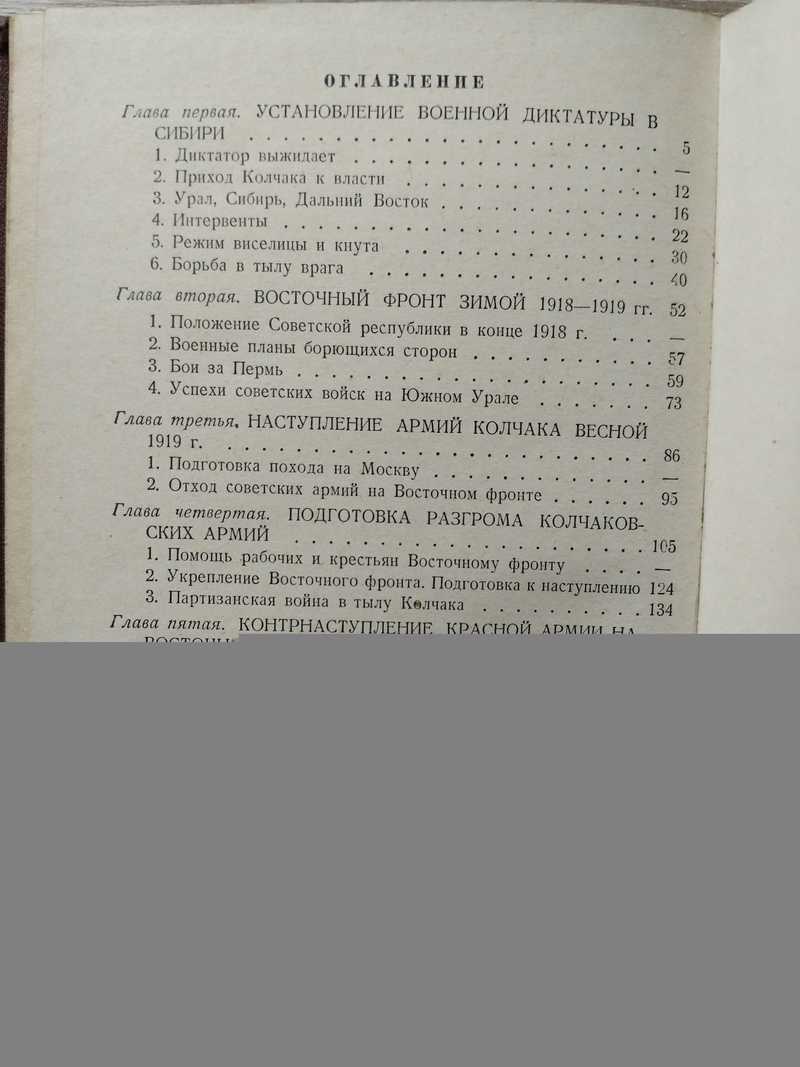 ОГЛАВЛЕНИЕ
Глава первая. УСТАНОВЛЕНИЕ ВОЕННОЙ ДИКТАТУРЫ В
СИБИРИ . . . . . . . . . . . . . . . . . . . . . . . 5
1. Диктатор выжидает . . . . . . . . . . . . . . . . —
2. Приход Колчака к власти . . . . . . . . . . . . . 12
3. Урал, Сибирь, Дальний Восток . . . . . . . . . . . 16
4. Интервенты . . . . . . . . . . . . . . . . . . . . 22
5. Режим виселицы и кнута . . . . . . . . . . . . . . 30
6. Борьба в тылу врага . . . . . . . . . . . . . . . 40
Глава вторая. ВОСТОЧНЫЙ ФРОНТ ЗИМОЙ 1918—1919 гг. 52
1. Положение Советской республики в конце 1918 г. . . . —
2. Военные планы борющихся сторон . . . . . . . . . . 57
3. Бои за Пермь . . . . . . . . . . . . . . . . . . . 59
4. Успехи советских войск на Южном Урале . . . . . . . 73
Глава третья. НАСТУПЛЕНИЕ АРМИЙ КОЛЧАКА ВЕСНОЙ
1919 г. . . . . . . . . . . . . . . . . . . . . . . . 86
1. Подготовка похода на Москву . . . . . . . . . . . . —
2. Отход советских армий на Восточном фронте . . . . . . 95
Глава четвертая. ПОДГОТОВКА РАЗГРОМА КОЛЧАКОВ-
СКИХ АРМИЙ . . . . . . . . . . . . . . . . . . . . . 105
1. Помощь рабочих и крестьян Восточному фронту . . . . —
2. Укрепление Восточного фронта. Подготовка к наступлению 124
3. Партизанская война в тылу Колчака . . . . . . . . . . 134
Глава пятая. КОНТРНАСТУПЛЕНИЕ КРАСНОЙ АРМИИ НА